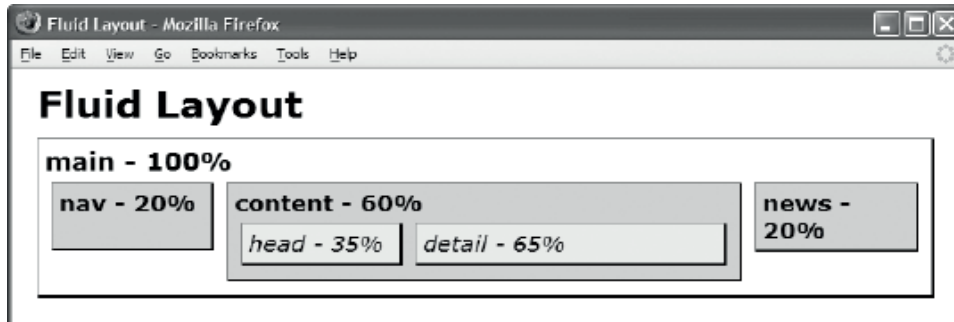 Fluid Layout - Mozilla Firefox
File Edit View Go Bookmarks Tools Help
Fluid Layout
main - 100%
nav - 20%
content - 60%
head - 35%
detail - 65%
news -
20%